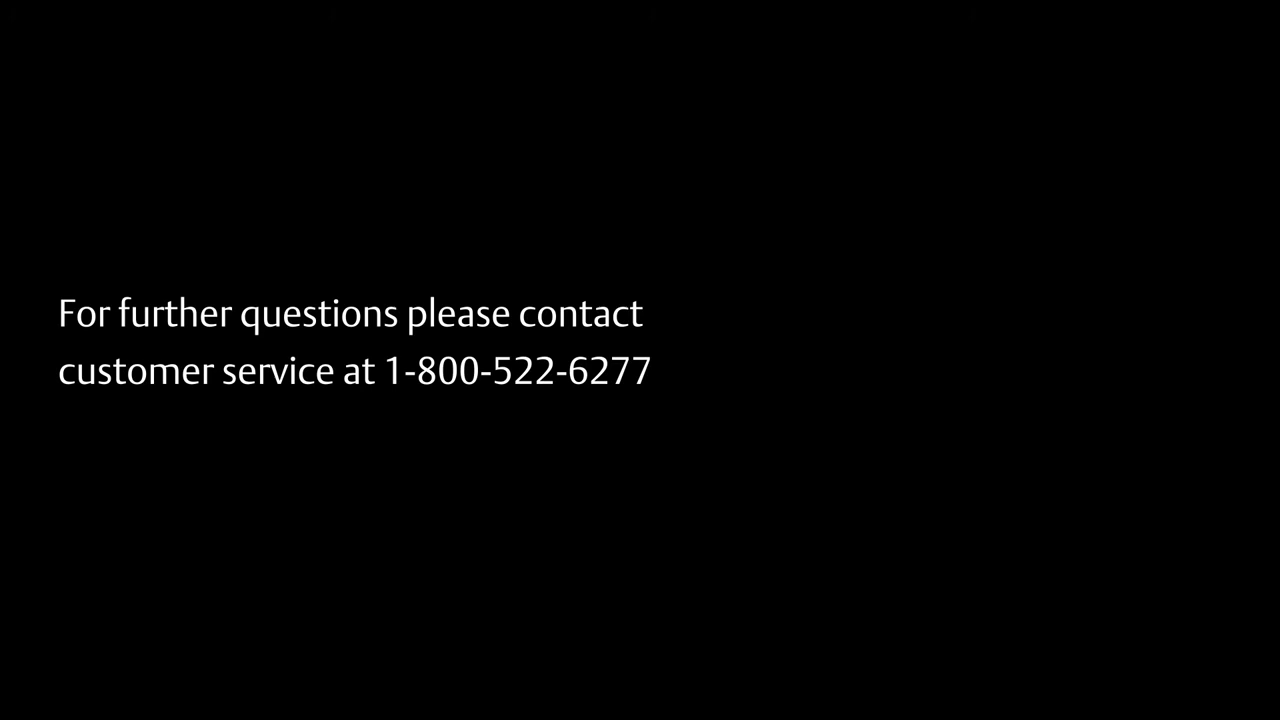 For further questions please contact
customer service at 1-800-522-6277